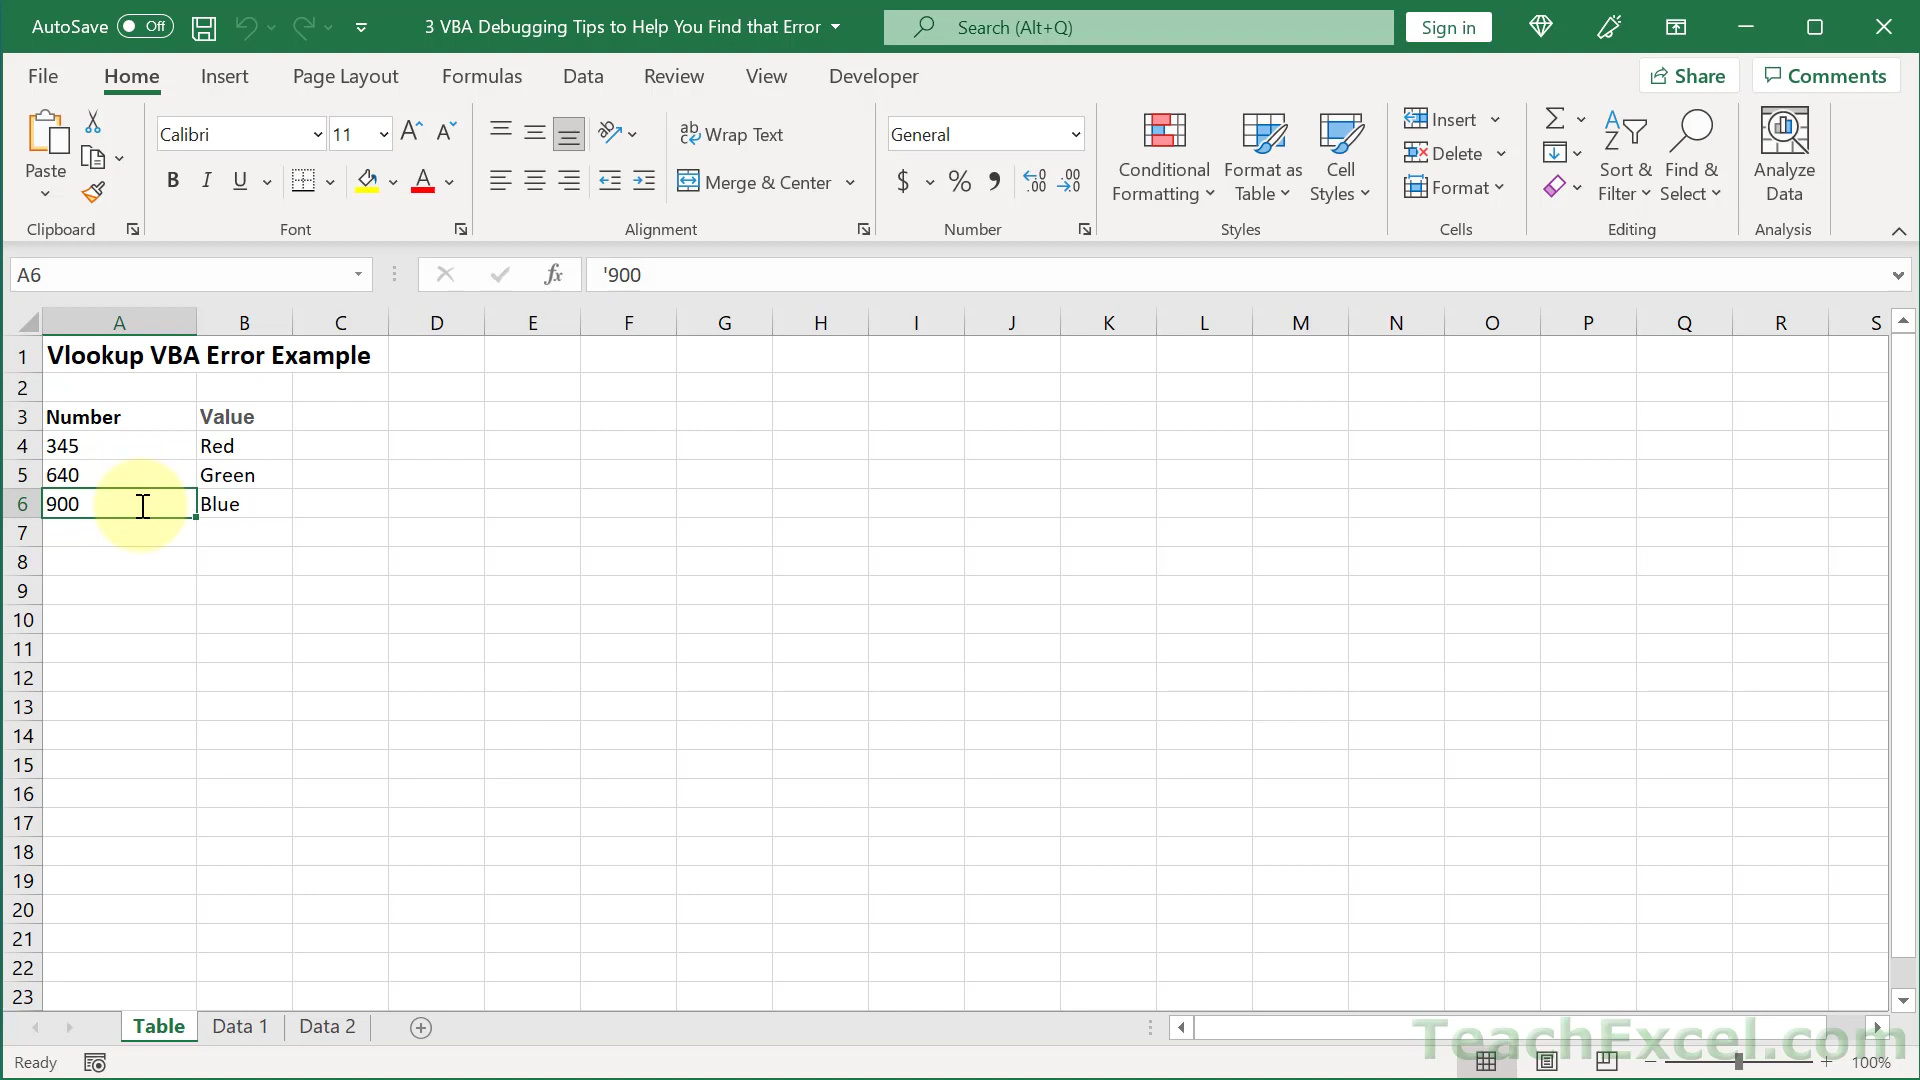 AutoSave Off 3 VBA Debugging Tips to Help You Find that Error Search (Alt+Q) Sign in
File Home Insert Page Layout Formulas Data Review View Developer Share Comments
Paste
Clipboard
Calibri 11
B I U A
Font
ab Wrap Text
Merge & Center
Alignment
General
$ % 9
Number
Conditional Formatting
Format as Table
Cell Styles
Styles
Insert
Delete
Format
Cells
Sort & Filter
Find & Select
Editing
Analyze Data
Analysis
A6 fx '900
A B C D E F G H I J K L M N O P Q R S
1 Vlookup VBA Error Example
2
3 Number Value
4 345 Red
5 640 Green
6 900 Blue
7
8
9
10
11
12
13
14
15
16
17
18
19
20
21
22
23
Table Data 1 Data 2
TeachExcel.com
Ready 100%